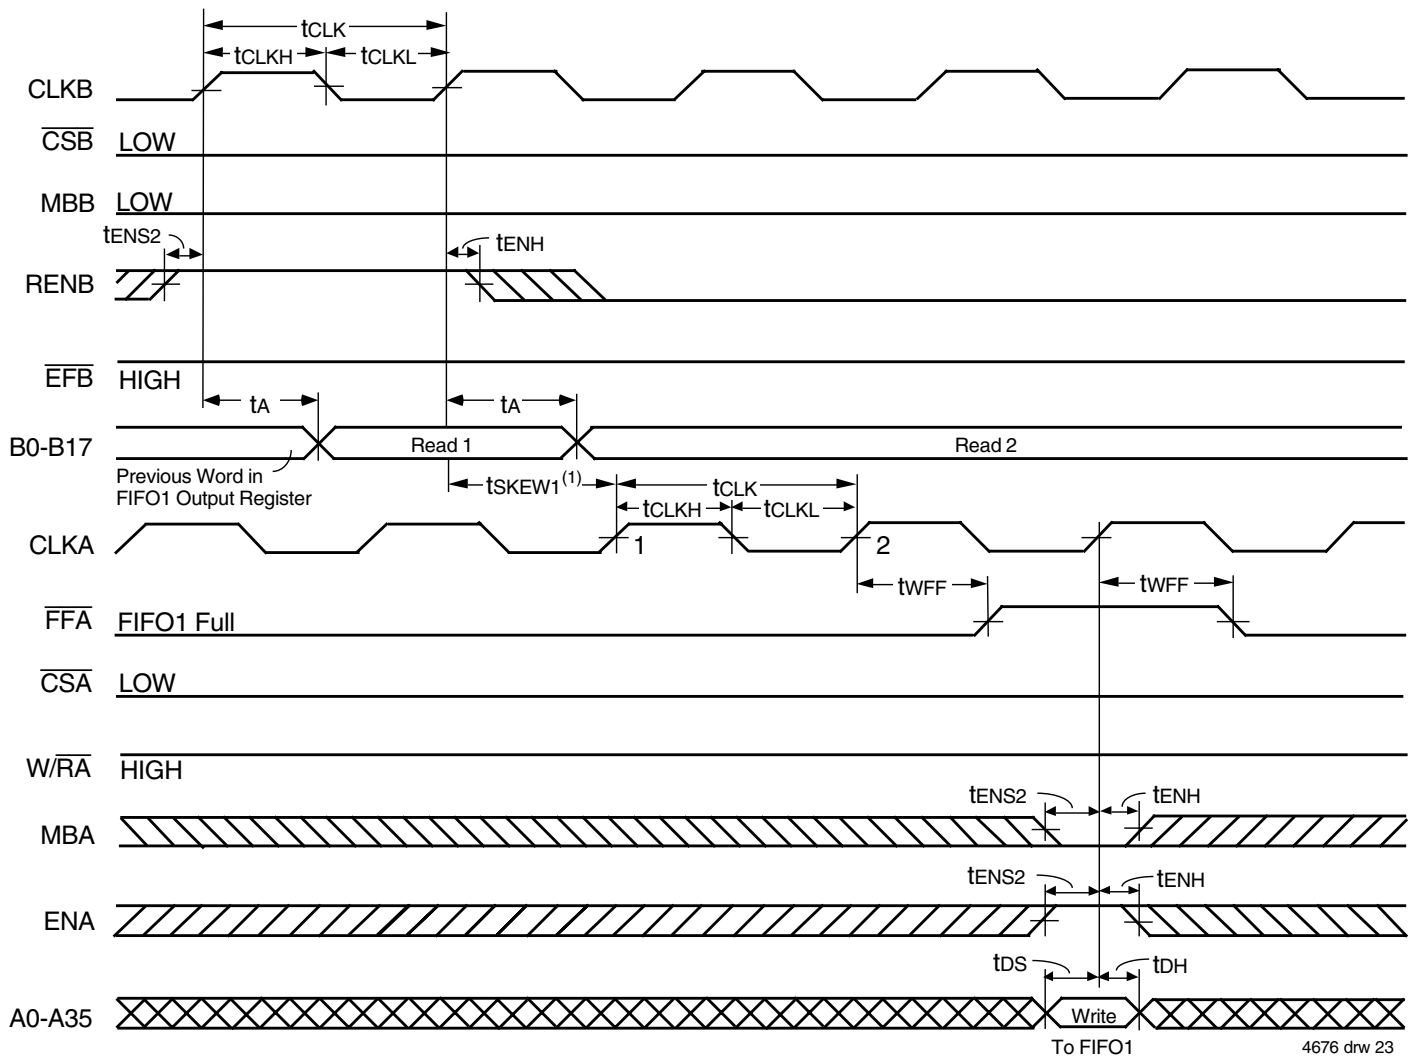 tCLK
tCLKH tCLKL
CLKB
CSB LOW
MBB LOW
tENS2 tENH
RENB
EFB HIGH
tA tA
B0-B17 Read 1 Read 2
Previous Word in
FIFO1 Output Register
tSKEW1(1) tCLK
tCLKH tCLKL
CLKA 1 2
tWFF tWFF
FFA FIFO1 Full
CSA LOW
W/RA HIGH
tENS2 tENH
MBA
tENS2 tENH
ENA
tDS tDH
A0-A35 Write
To FIFO1
4676 drw 23